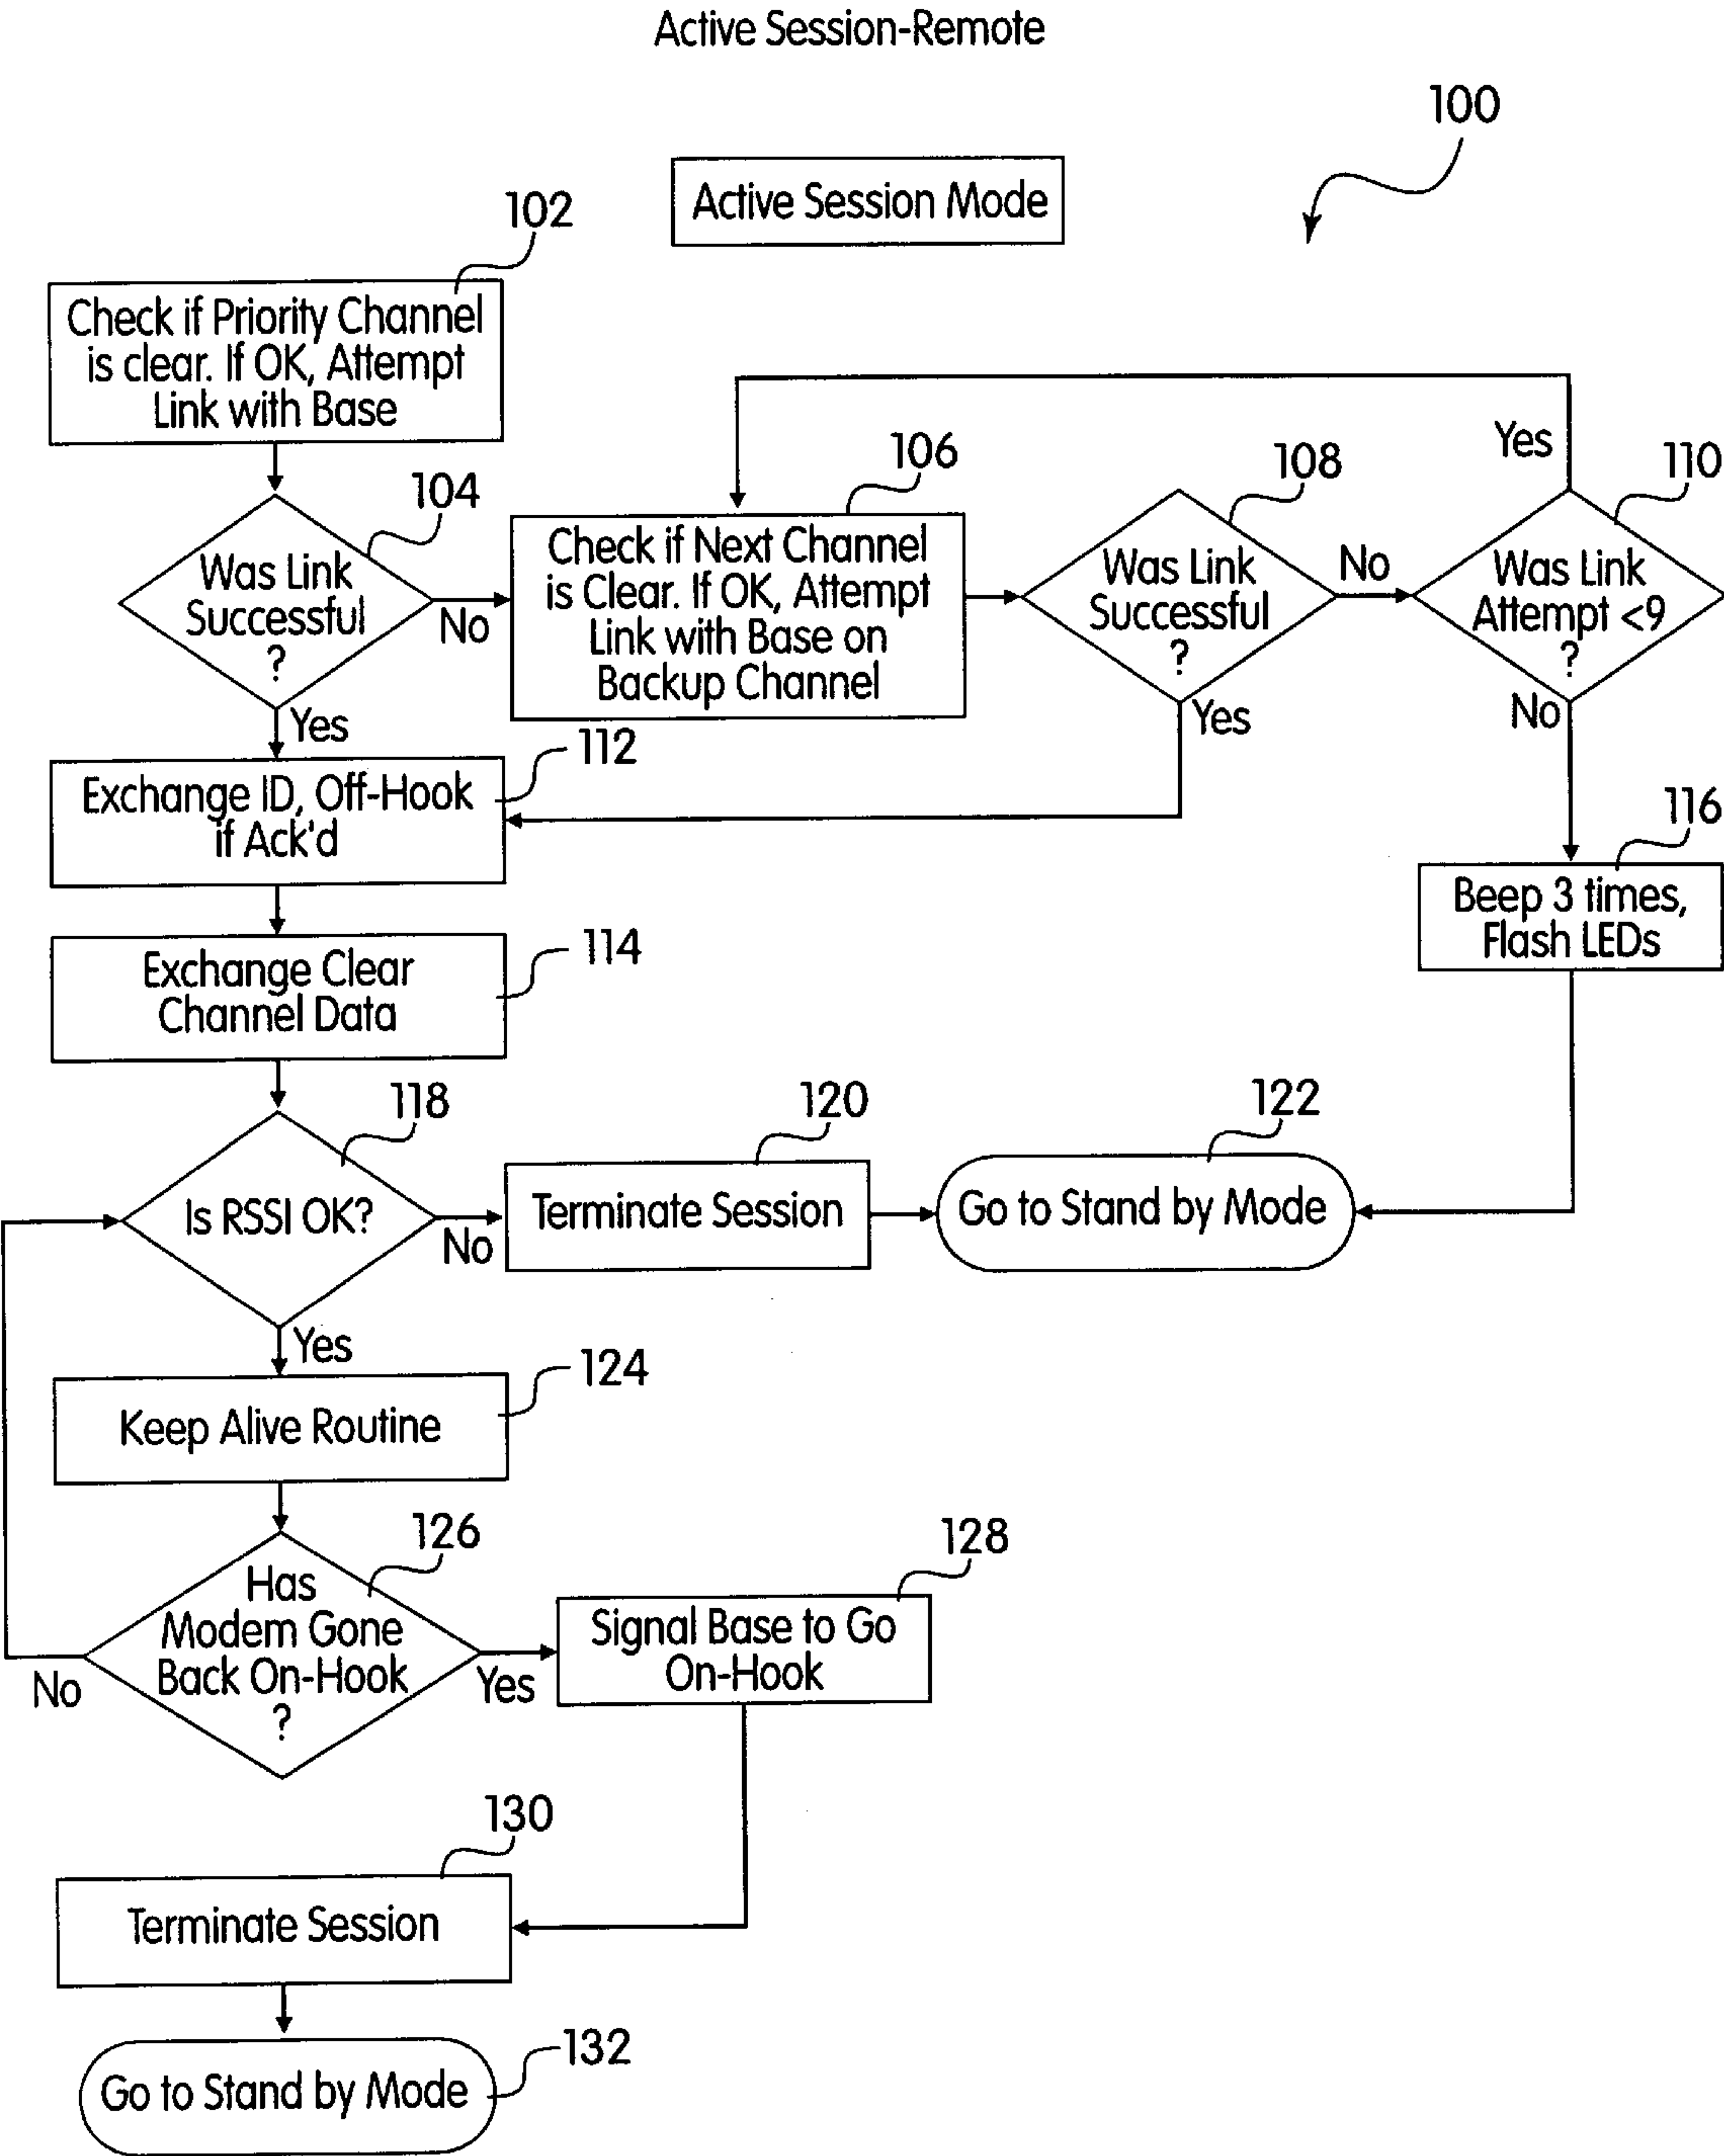 Active Session-Remote
100
Active Session Mode
102
Check if Priority Channel
is clear. If OK, Attempt
Link with Base
104
Was Link
Successful
?
No
Yes
106
Check if Next Channel
is Clear. If OK, Attempt
Link with Base on
Backup Channel
108
Was Link
Successful
?
No
Yes
110
Was Link
Attempt <9
?
Yes
No
112
Exchange ID, Off-Hook
if Ack'd
114
Exchange Clear
Channel Data
116
Beep 3 times,
Flash LEDs
118
Is RSSI OK?
No
Yes
120
Terminate Session
122
Go to Stand by Mode
124
Keep Alive Routine
126
Has
Modem Gone
Back On-Hook
?
No
Yes
128
Signal Base to Go
On-Hook
130
Terminate Session
132
Go to Stand by Mode